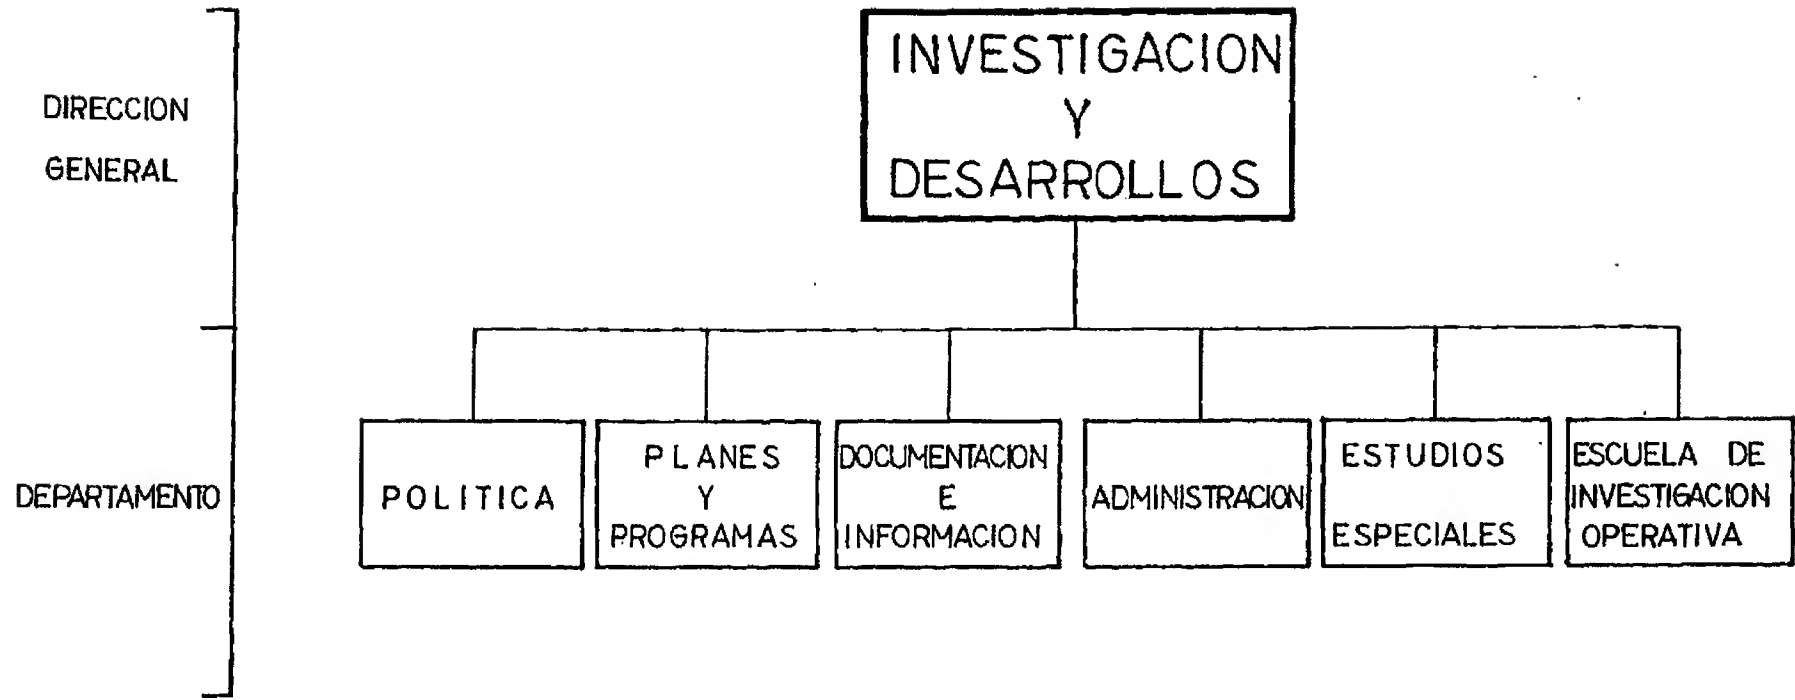 DIRECCION
GENERAL
INVESTIGACION
Y
DESARROLLOS
DEPARTAMENTO
POLITICA
PLANES
Y
PROGRAMAS
DOCUMENTACION
E
INFORMACION
ADMINISTRACION
ESTUDIOS
ESPECIALES
ESCUELA DE
INVESTIGACION
OPERATIVA